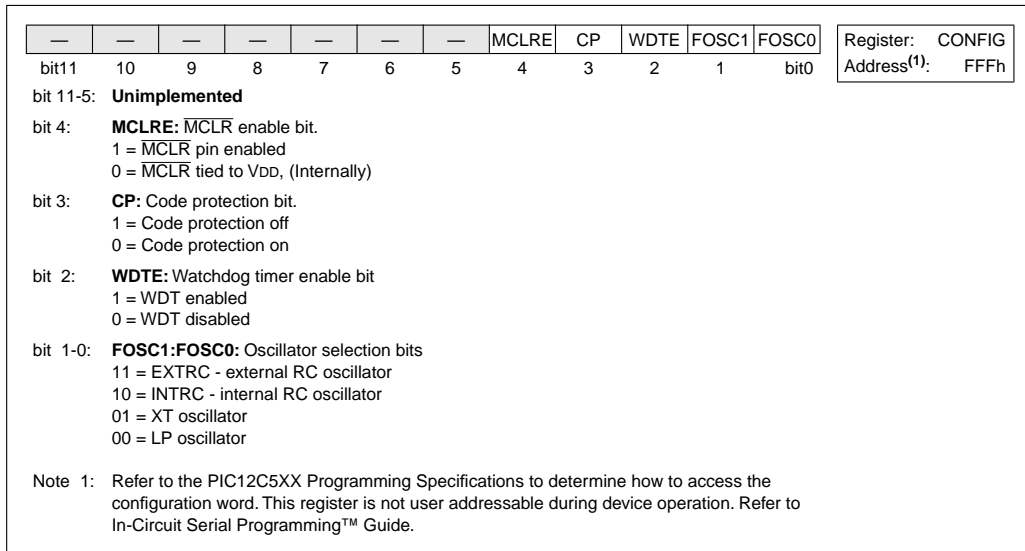 — — — — — — — MCLRE CP WDTE FOSC1 FOSC0
bit11 10 9 8 7 6 5 4 3 2 1 bit0
Register: CONFIG
Address(1): FFFh
bit 11-5: Unimplemented
bit 4: MCLRE: MCLR enable bit.
1 = MCLR pin enabled
0 = MCLR tied to VDD, (Internally)
bit 3: CP: Code protection bit.
1 = Code protection off
0 = Code protection on
bit 2: WDTE: Watchdog timer enable bit
1 = WDT enabled
0 = WDT disabled
bit 1-0: FOSC1:FOSC0: Oscillator selection bits
11 = EXTRC - external RC oscillator
10 = INTRC - internal RC oscillator
01 = XT oscillator
00 = LP oscillator
Note 1: Refer to the PIC12C5XX Programming Specifications to determine how to access the
configuration word. This register is not user addressable during device operation. Refer to
In-Circuit Serial Programming™ Guide.